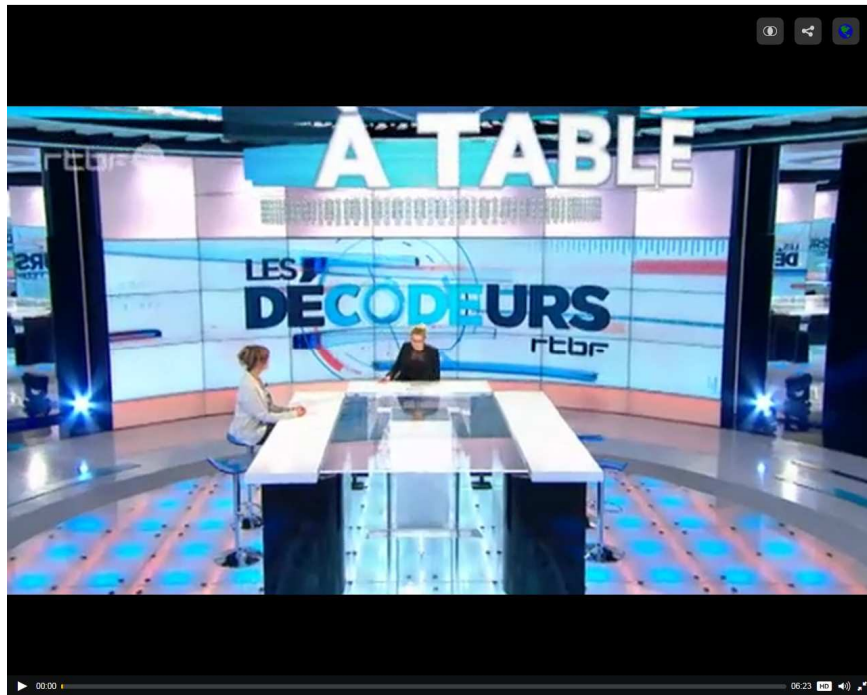 rtbf
A TABLE
LES
DÉCODEURS
rtbf
00:00
06:23 HD